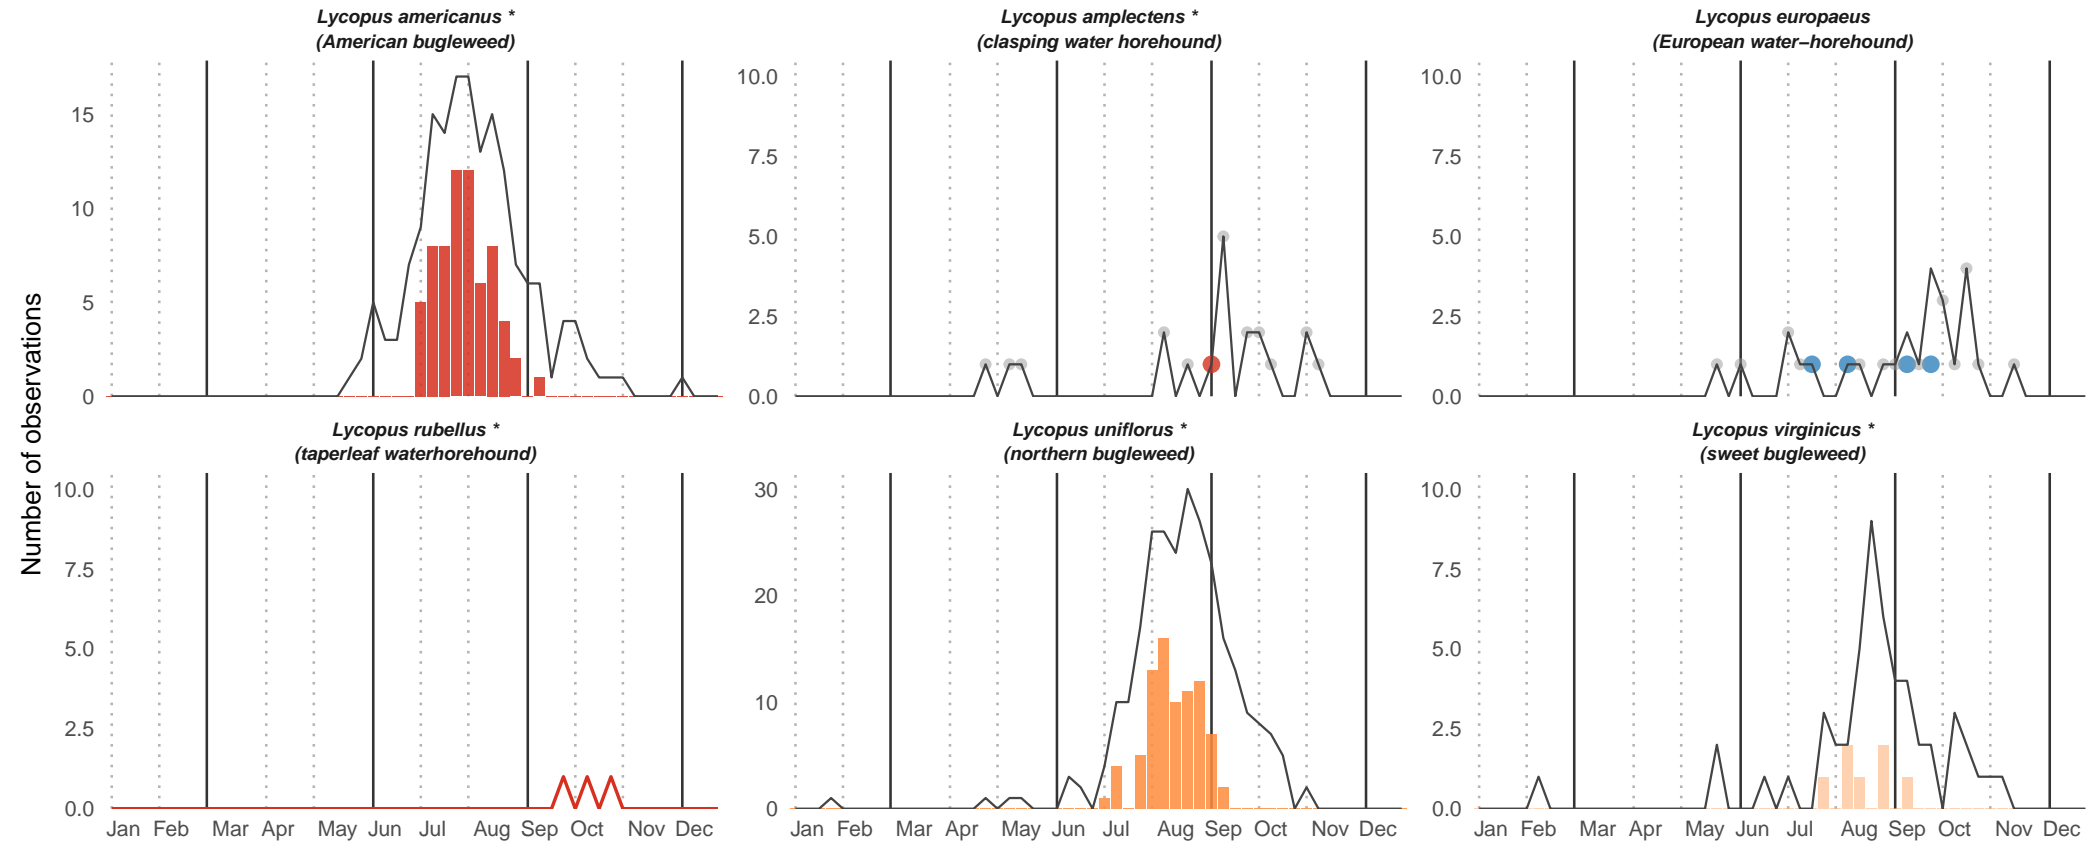 Lycopus americanus *
(American bugleweed)
Lycopus amplectens *
(clasping water horehound)
Lycopus europaeus
(European water–horehound)
15
10
5
0
10.0
7.5
5.0
2.5
0.0
10.0
7.5
5.0
2.5
0.0
Number of observations
Lycopus rubellus *
(taperleaf waterhorehound)
Lycopus uniflorus *
(northern bugleweed)
Lycopus virginicus *
(sweet bugleweed)
10.0
7.5
5.0
2.5
0.0
30
20
10
0
10.0
7.5
5.0
2.5
0.0
Jan Feb Mar Apr May Jun Jul Aug Sep Oct Nov Dec
Jan Feb Mar Apr May Jun Jul Aug Sep Oct Nov Dec
Jan Feb Mar Apr May Jun Jul Aug Sep Oct Nov Dec